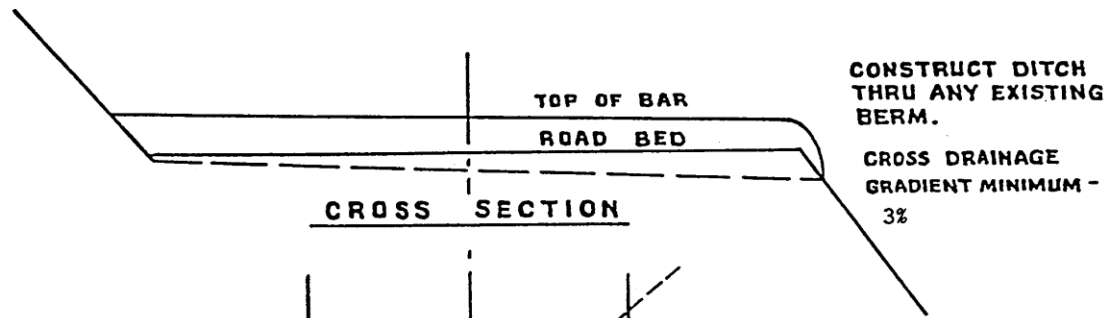 TOP OF BAR
ROAD BED
CROSS SECTION
CONSTRUCT DITCH
THRU ANY EXISTING
BERM.
CROSS DRAINAGE
GRADIENT MINIMUM -
3%